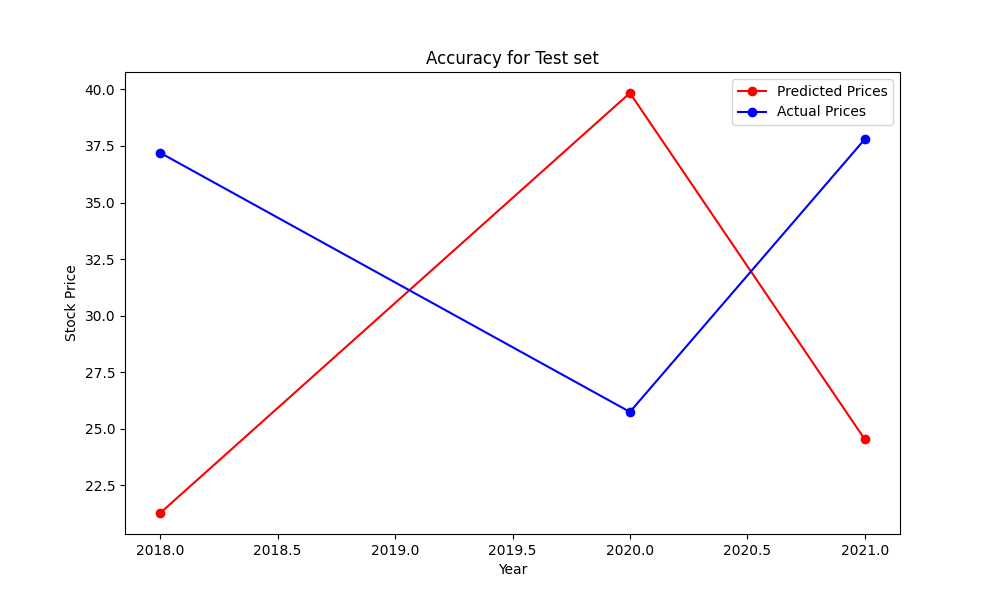 Accuracy for Test set
Predicted Prices
Actual Prices
Stock Price
40.0
37.5
35.0
32.5
30.0
27.5
25.0
22.5
2018.0 2018.5 2019.0 2019.5 2020.0 2020.5 2021.0
Year